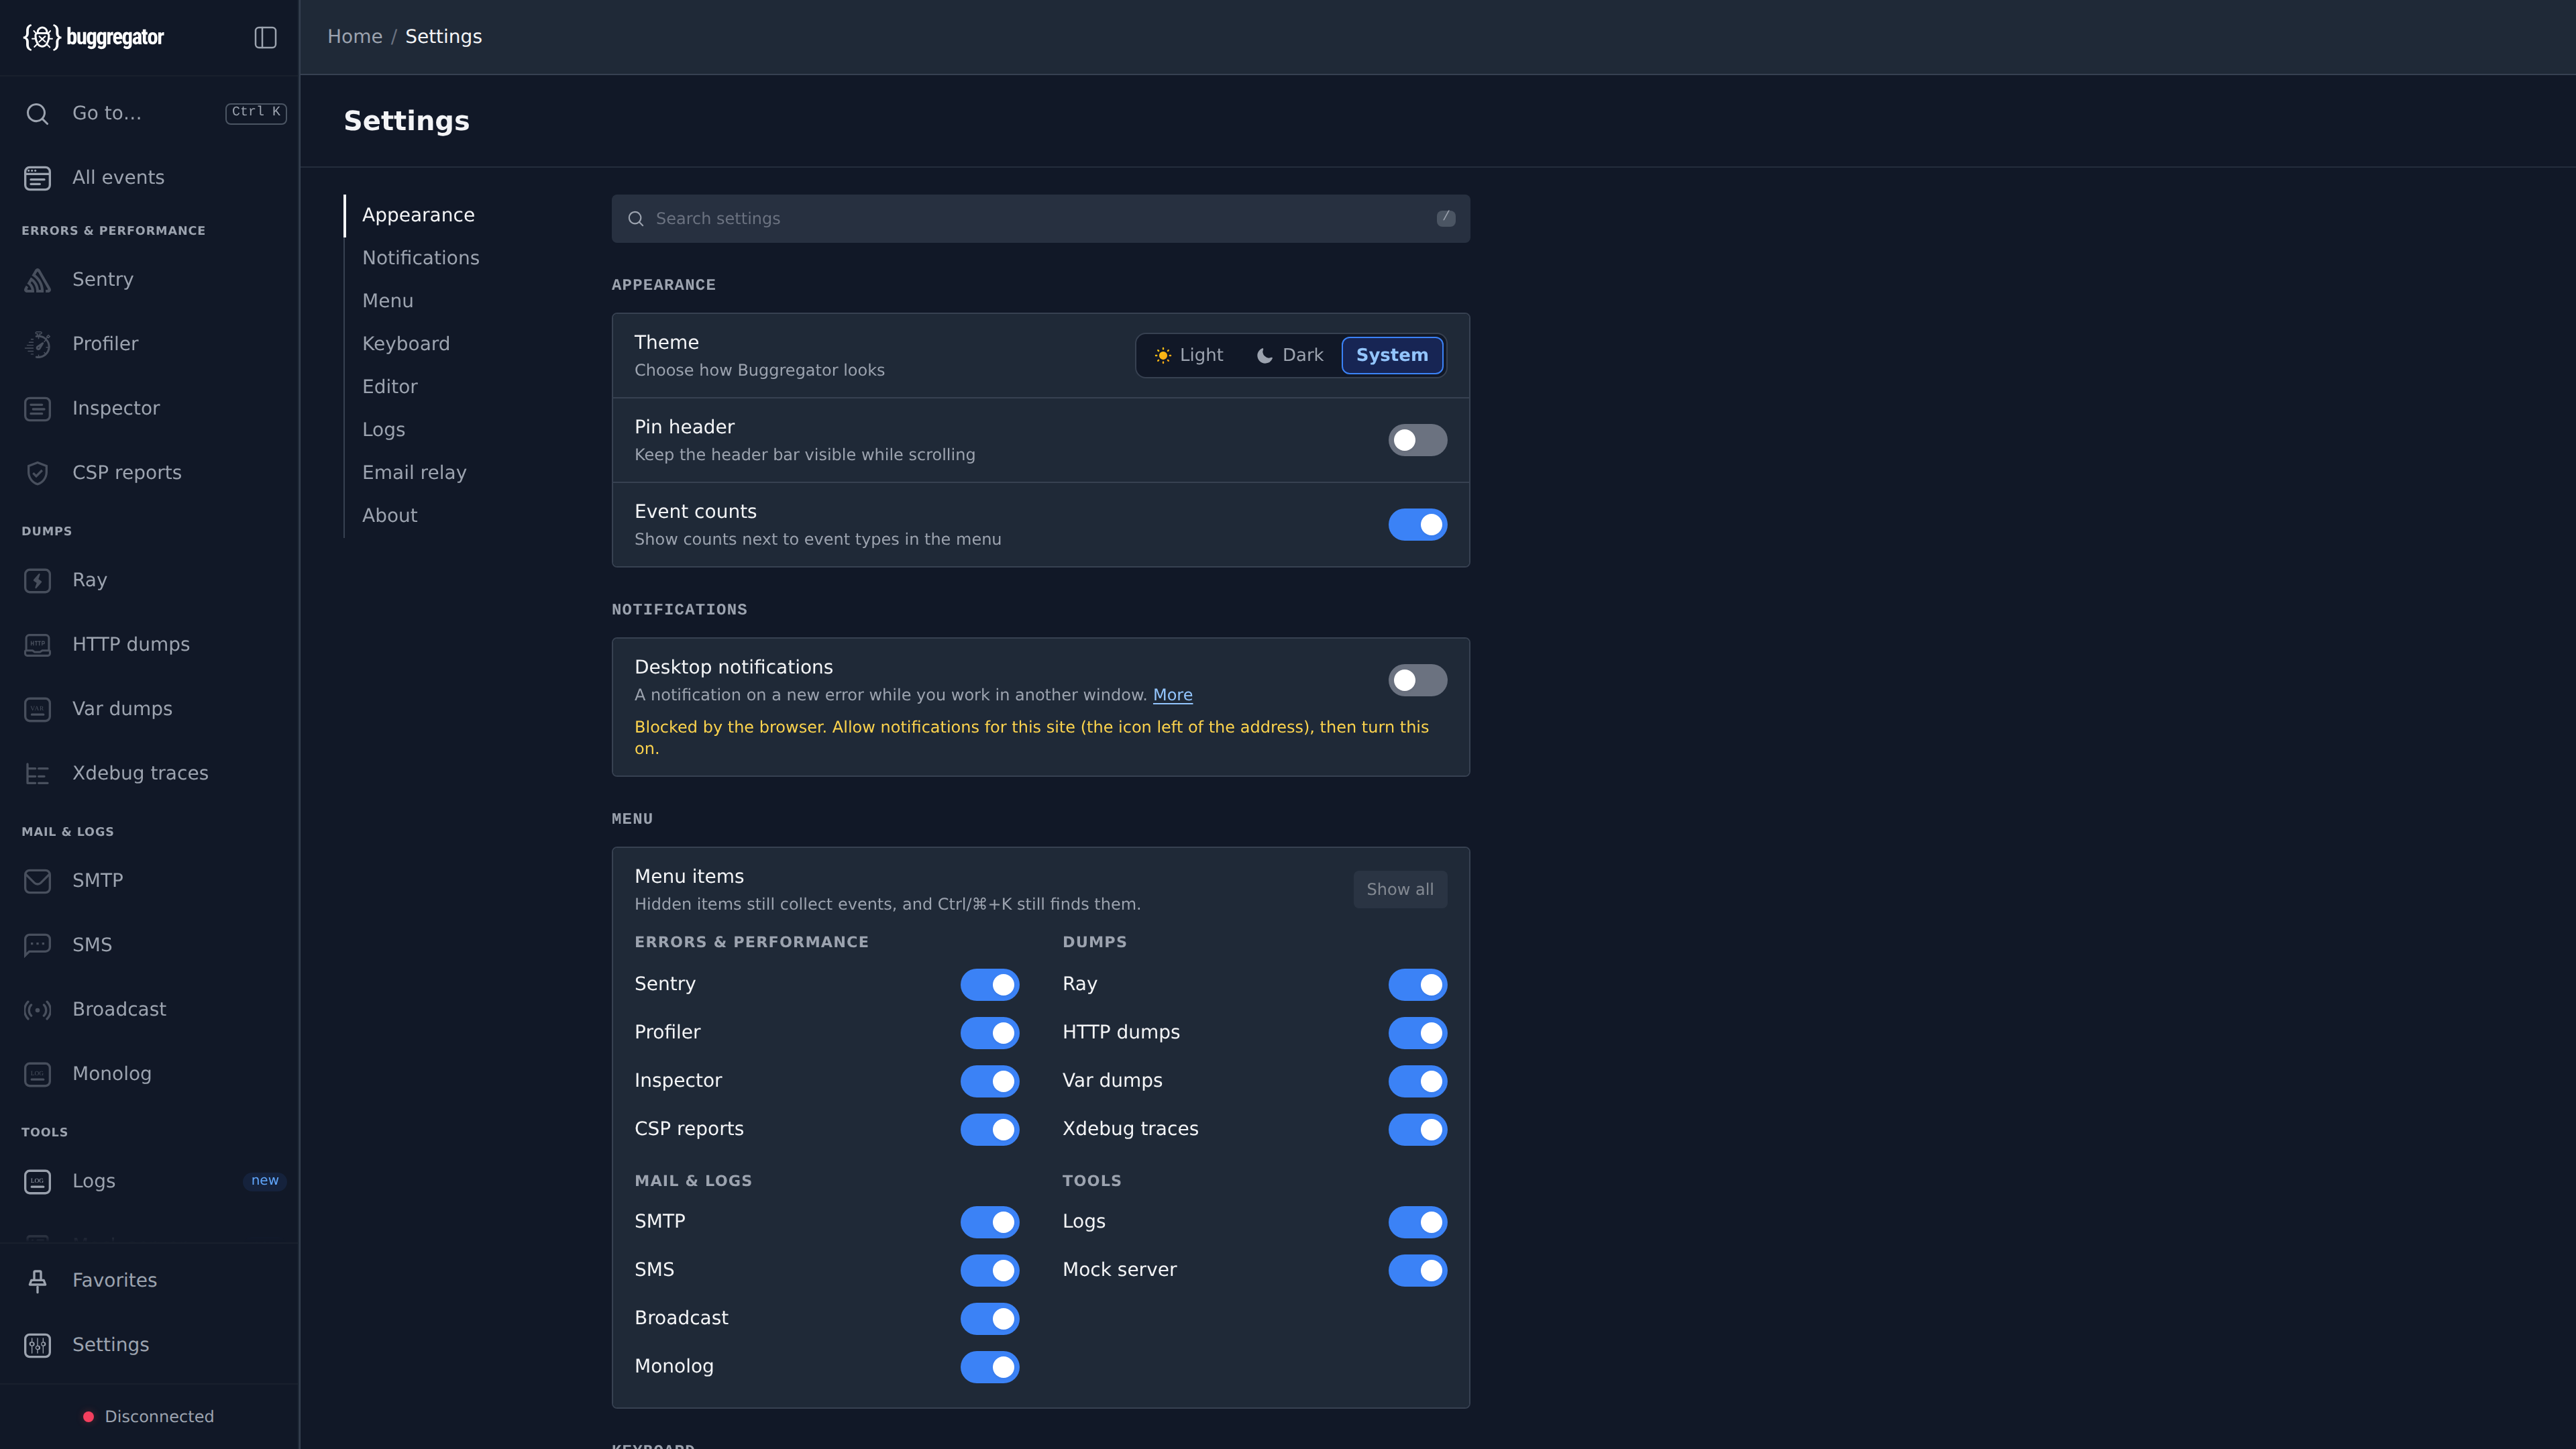 buggregator
Go to...
Ctrl K
All events
ERRORS & PERFORMANCE
Sentry
Profiler
Inspector
CSP reports
DUMPS
Ray
HTTP
HTTP dumps
VAR
Var dumps
Xdebug traces
MAIL & LOGS
SMTP
SMS
Broadcast
LOG
Monolog
TOOLS
LOG
Logs
new
Favorites
Settings
Disconnected
Home / Settings
Settings
Appearance
Notifications
Menu
Keyboard
Editor
Logs
Email relay
About
Search settings
/
APPEARANCE
Theme
Choose how Buggregator looks
Light
Dark
System
Pin header
Keep the header bar visible while scrolling
Event counts
Show counts next to event types in the menu
NOTIFICATIONS
Desktop notifications
A notification on a new error while you work in another window. More
Blocked by the browser. Allow notifications for this site (the icon left of the address), then turn this
on.
MENU
Menu items
Hidden items still collect events, and Ctrl/⌘+K still finds them.
Show all
ERRORS & PERFORMANCE
Sentry
Profiler
Inspector
CSP reports
DUMPS
Ray
HTTP dumps
Var dumps
Xdebug traces
MAIL & LOGS
SMTP
SMS
Broadcast
Monolog
TOOLS
Logs
Mock server
KEYBOARD